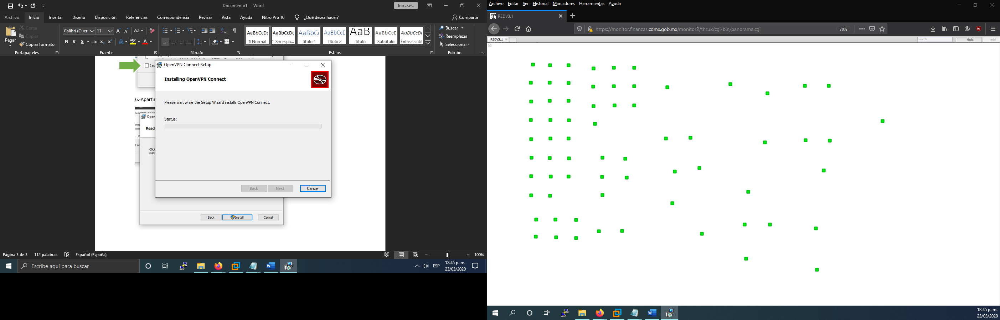 Documento1 - Word
Inic. ses.
Archivo Inicio Insertar Diseño Disposición Referencias Correspondencia Revisar Vista Ayuda Nitro Pro 10 ¿Qué desea hacer? Compartir
Pegar
Cortar
Copiar
Copiar formato
Portapapeles
Calibri (Cuer 11
N K S abc x₂ x²
Fuente
Párrafo
AaBbCcDc AaBbCcDc AaBbCc AaBbCcE AaB AaBbCcD AaBbCcDc
¶ Normal ¶ Sin espa... Título 1 Título 2 Título Subtítulo Énfasis sutil
Estilos
Buscar
Reemplazar
Seleccionar
Edición
I ac
OpenVPN Connect Setup
Installing OpenVPN Connect
Please wait while the Setup Wizard installs OpenVPN Connect.
Status:
Back Next Cancel
6.-Apartir
Open
Ready
Click
insta
Back Install Cancel
Página 3 de 3 112 palabras Español (España) 100%
Escribe aquí para buscar
ESP
12:45 p. m.
23/03/2020
Archivo Editar Ver Historial Marcadores Herramientas Ayuda
REDV3.1
https://monitor.finanzas.cdmx.gob.mx/monitor2/thruk/cgi-bin/panorama.cgi 70%
REDV3.1 search dgtc add
12:45 p. m.
23/03/2020